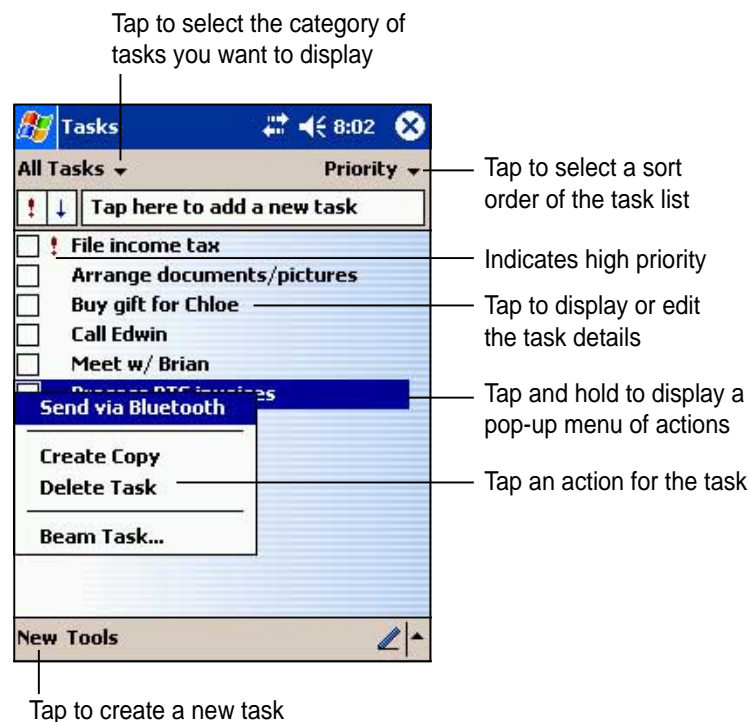 Tap to select the category of
tasks you want to display
Tasks 8:02
All Tasks Priority
Tap to select a sort
order of the task list
! ↓ Tap here to add a new task
! File income tax
Indicates high priority
Arrange documents/pictures
Buy gift for Chloe
Tap to display or edit
the task details
Call Edwin
Meet w/ Brian
Tap and hold to display a
pop-up menu of actions
Send via Bluetooth
Create Copy
Delete Task
Tap an action for the task
Beam Task...
New Tools
Tap to create a new task